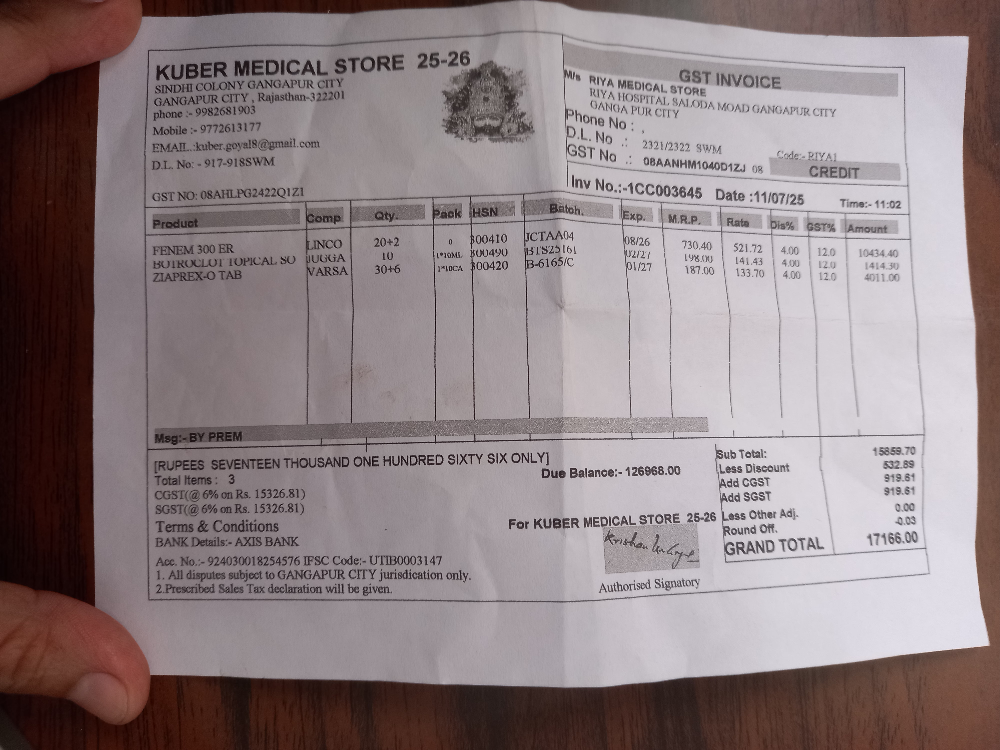 KUBER MEDICAL STORE 25-26
SINDHI COLONY GANGAPUR CITY
GANGAPUR CITY , Rajasthan-322201
phone :- 9982681903
Mobile :- 9772613177
EMAIL..:kuber.goyal8@gmail.com
D.L. No: - 917-918SWM
GST NO: 08AHLPG2422Q1Z1
GST INVOICE
M/s RIYA MEDICAL STORE
RIYA HOSPITAL SALODA MOAD GANGAPUR CITY
GANGA PUR CITY
Phone No : .
D.L. No .: 2321/2322 SWM
Code:- RIYA1
GST No .: 08AANHM1040D1ZJ 08
CREDIT
Inv No.:-1CC003645 Date :11/07/25 Time:- 11:02
Product Comp Qty. Pack HSN Batch. Exp. M.R.P. Rate Dis% GST% Amount
FENEM 300 ER LINCO 20+2 0 300410 JCTAA04 08/26 730.40 521.72 4.00 12.0 10434.40
BOTROCLOT TOPICAL SO JUGGA 10 1*10ML 300490 02/27 198.00 141.43 4.00 12.0 1414.30
ZIAPREX-O TAB VARSA 30+6 300420 B-6165/C 01/27 187.00 133.70 4.00 12.0 4011.00
Msg:- BY PREM
[RUPEES SEVENTEEN THOUSAND ONE HUNDRED SIXTY SIX ONLY]
Total Items : 3
Due Balance:- 126968.00
CGST(@ 6% on Rs. 15326.81)
SGST(@ 6% on Rs. 15326.81)
Terms & Conditions
BANK Details:- AXIS BANK
Acc. No.:- 924030018254576 IFSC Code:- UTIB0003147
1. All disputes subject to GANGAPUR CITY jurisdication only.
2.Prescribed Sales Tax declaration will be given.
For KUBER MEDICAL STORE 25-26
Authorised Signatory
Sub Total: 15859.70
Less Discount 532.89
Add CGST 919.61
Add SGST 919.61
Less Other Adj. 0.00
Round Off. -0.03
GRAND TOTAL 17166.00